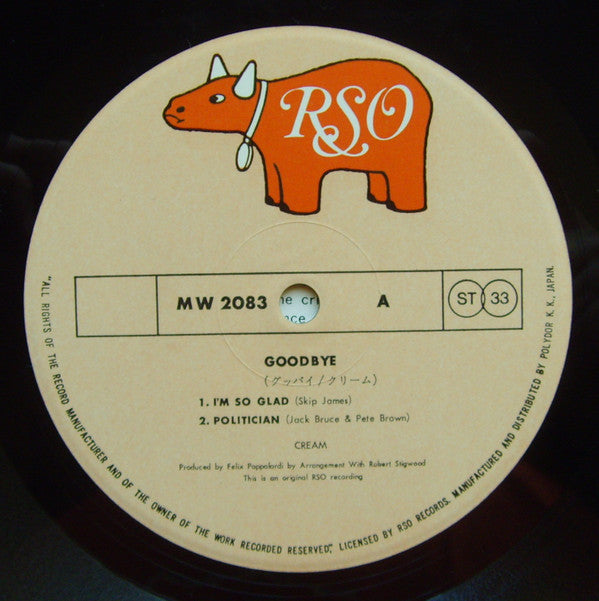 RSO
MW 2083 A ST 33
he cri
nce
GOODBYE
(グッバイ/クリーム)
1. I'M SO GLAD (Skip James)
2. POLITICIAN (Jack Bruce & Pete Brown)
CREAM
Produced by Felix Pappalardi by Arrangement With Robert Stigwood
This is an original RSO recording
"ALL RIGHTS OF THE RECORD MANUFACTURER AND OF THE OWNER OF THE WORK RECORDED RESERVED", LICENSED BY RSO RECORDS. MANUFACTURED AND DISTRIBUTED BY POLYDOR K. K., JAPAN.